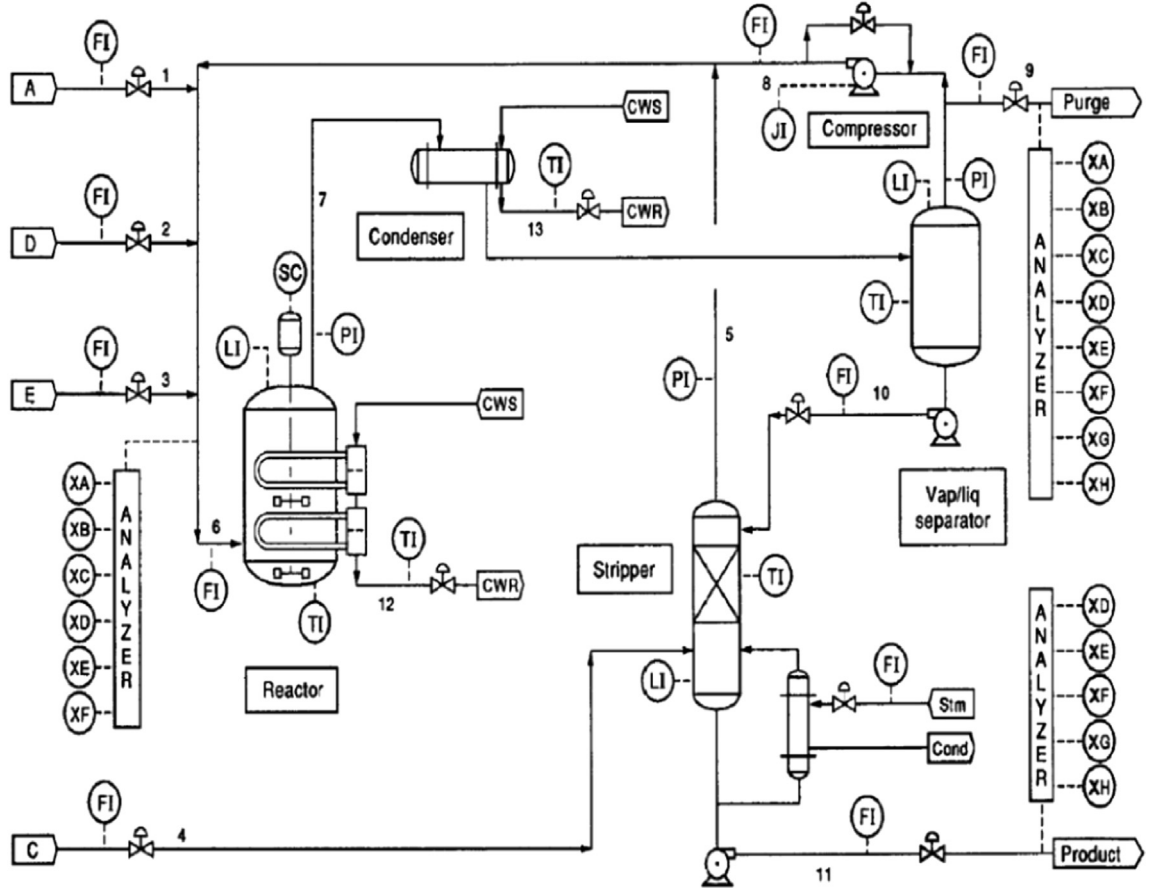 FI
FI
FI
A
1
8
9
Purge
CWS
JI
Compressor
FI
TI
LI
PI
XA
XB
XC
XD
XE
XF
XG
XH
ANALYZER
D
2
7
CWR
13
Condenser
SC
TI
FI
LI
PI
5
E
3
PI
FI
10
CWS
XA
XB
XC
XD
XE
XF
ANALYZER
6
FI
TI
CWR
12
TI
Vap/liq
separator
Stripper
TI
Reactor
LI
FI
Stm
Cond
XD
XE
XF
XG
XH
ANALYZER
FI
C
4
FI
11
Product